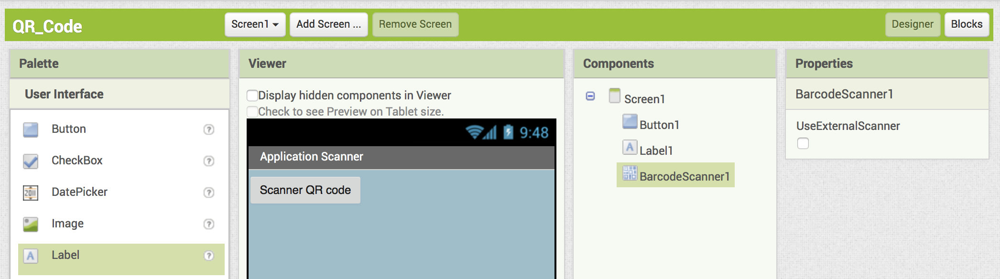 QR_Code
Screen1
Add Screen ...
Remove Screen
Designer
Blocks
Palette
User Interface
Button
?
CheckBox
?
DatePicker
2011
?
Image
?
A
Label
?
Viewer
Display hidden components in Viewer
Check to see Preview on Tablet size.
9:48
Application Scanner
Scanner QR code
Components
Screen1
Button1
A
Label1
BarcodeScanner1
Properties
BarcodeScanner1
UseExternalScanner